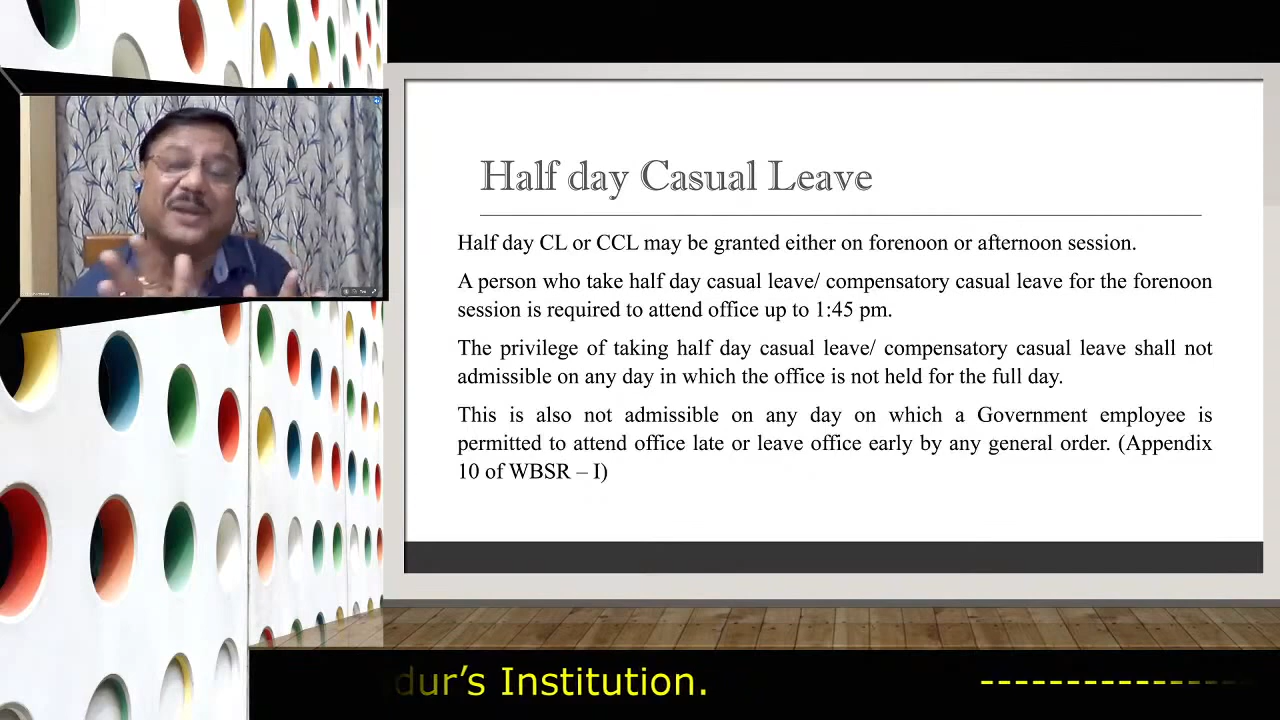 Half day Casual Leave
Half day CL or CCL may be granted either on forenoon or afternoon session.
A person who take half day casual leave/ compensatory casual leave for the forenoon
session is required to attend office up to 1:45 pm.
The privilege of taking half day casual leave/ compensatory casual leave shall not
admissible on any day in which the office is not held for the full day.
This is also not admissible on any day on which a Government employee is
permitted to attend office late or leave office early by any general order. (Appendix
10 of WBSR – I)
dur’s Institution. ----------------